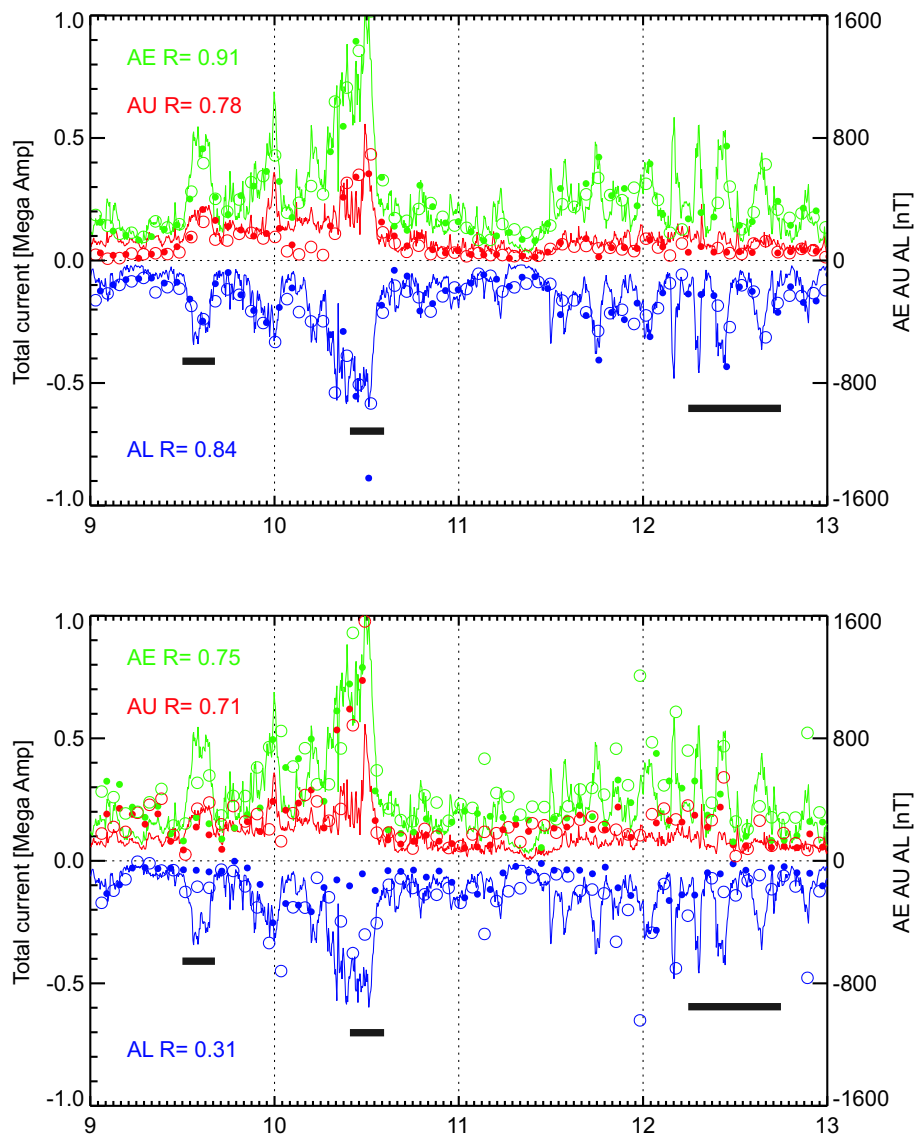 1.0
0.5
0.0
-0.5
-1.0
Total current [Mega Amp]
AE R= 0.91
AU R= 0.78
AL R= 0.84
1600
800
0
-800
-1600
AE AU AL [nT]
9 10 11 12 13
1.0
0.5
0.0
-0.5
-1.0
Total current [Mega Amp]
AE R= 0.75
AU R= 0.71
AL R= 0.31
1600
800
0
-800
-1600
AE AU AL [nT]
9 10 11 12 13